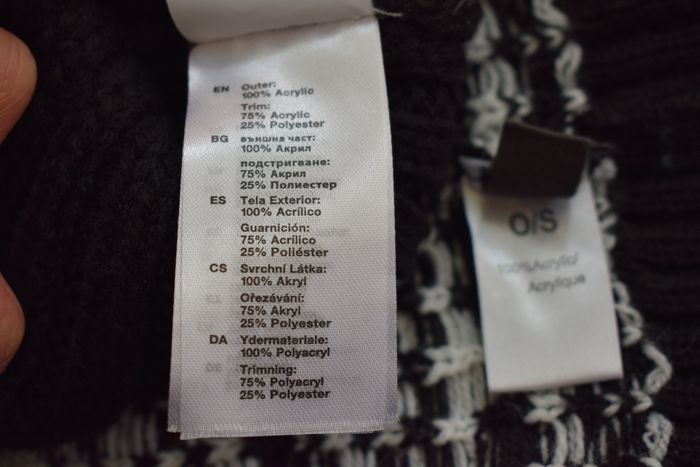 EN Outer:
100% Acrylic
Trim:
75% Acrylic
25% Polyester
BG външна част:
100% Акрил
подстригване:
75% Акрил
25% Полиестер
ES Tela Exterior:
100% Acrílico
Guarnición:
75% Acrílico
25% Poliéster
CS Svrchní Látka:
100% Akryl
Ořezávání:
75% Akryl
25% Polyester
DA Ydermateriale:
100% Polyacryl
Trimning:
75% Polyacryl
25% Polyester
O/S
100%Acrylic/
Acrylique